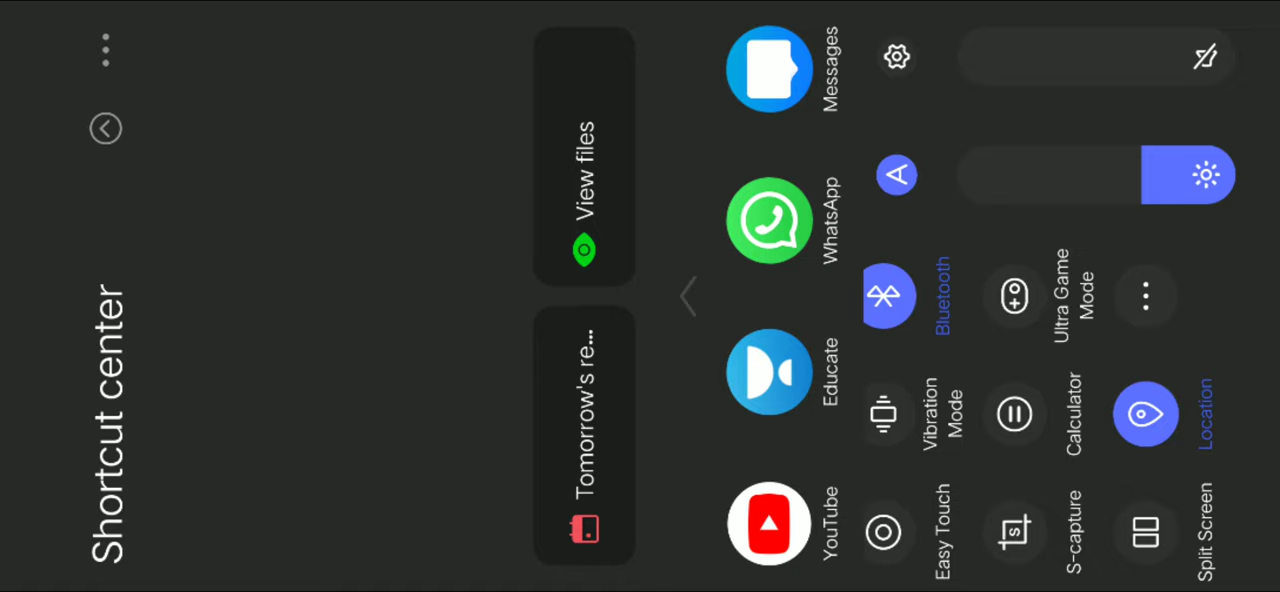 Shortcut center
Tomorrow's re...
View files
YouTube
Educate
WhatsApp
Messages
Easy Touch
Vibration
Mode
Bluetooth
A
S-capture
Calculator
Ultra Game
Mode
Split Screen
Location